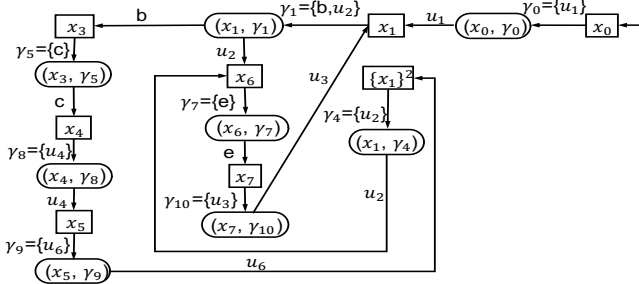 b
γ₁={b,u₂}
u₁
γ₀={u₁}
x₃
(x₁, γ₁)
x₁
(x₀, γ₀)
x₀
γ₅={c}
u₂
u₃
(x₃, γ₅)
x₆
{x₁}²
c
γ₇={e}
γ₄={u₂}
x₄
(x₆, γ₇)
(x₁, γ₄)
γ₈={u₄}
e
(x₄, γ₈)
x₇
u₄
γ₁₀={u₃}
u₂
x₅
(x₇, γ₁₀)
γ₉={u₆}
(x₅, γ₉)
u₆